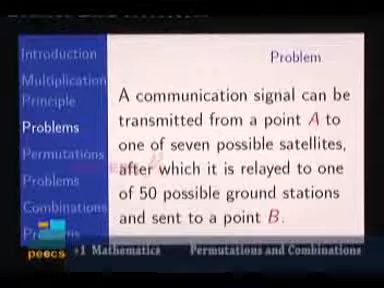 Introduction
Multiplication
Principle
Problems
Permutations
Problems
Combinations
Problem
A communication signal can be
transmitted from a point A to
one of seven possible satellites,
after which it is relayed to one
of 50 possible ground stations
and sent to a point B.
peecs
+1 Mathematics
Permutations and Combinations